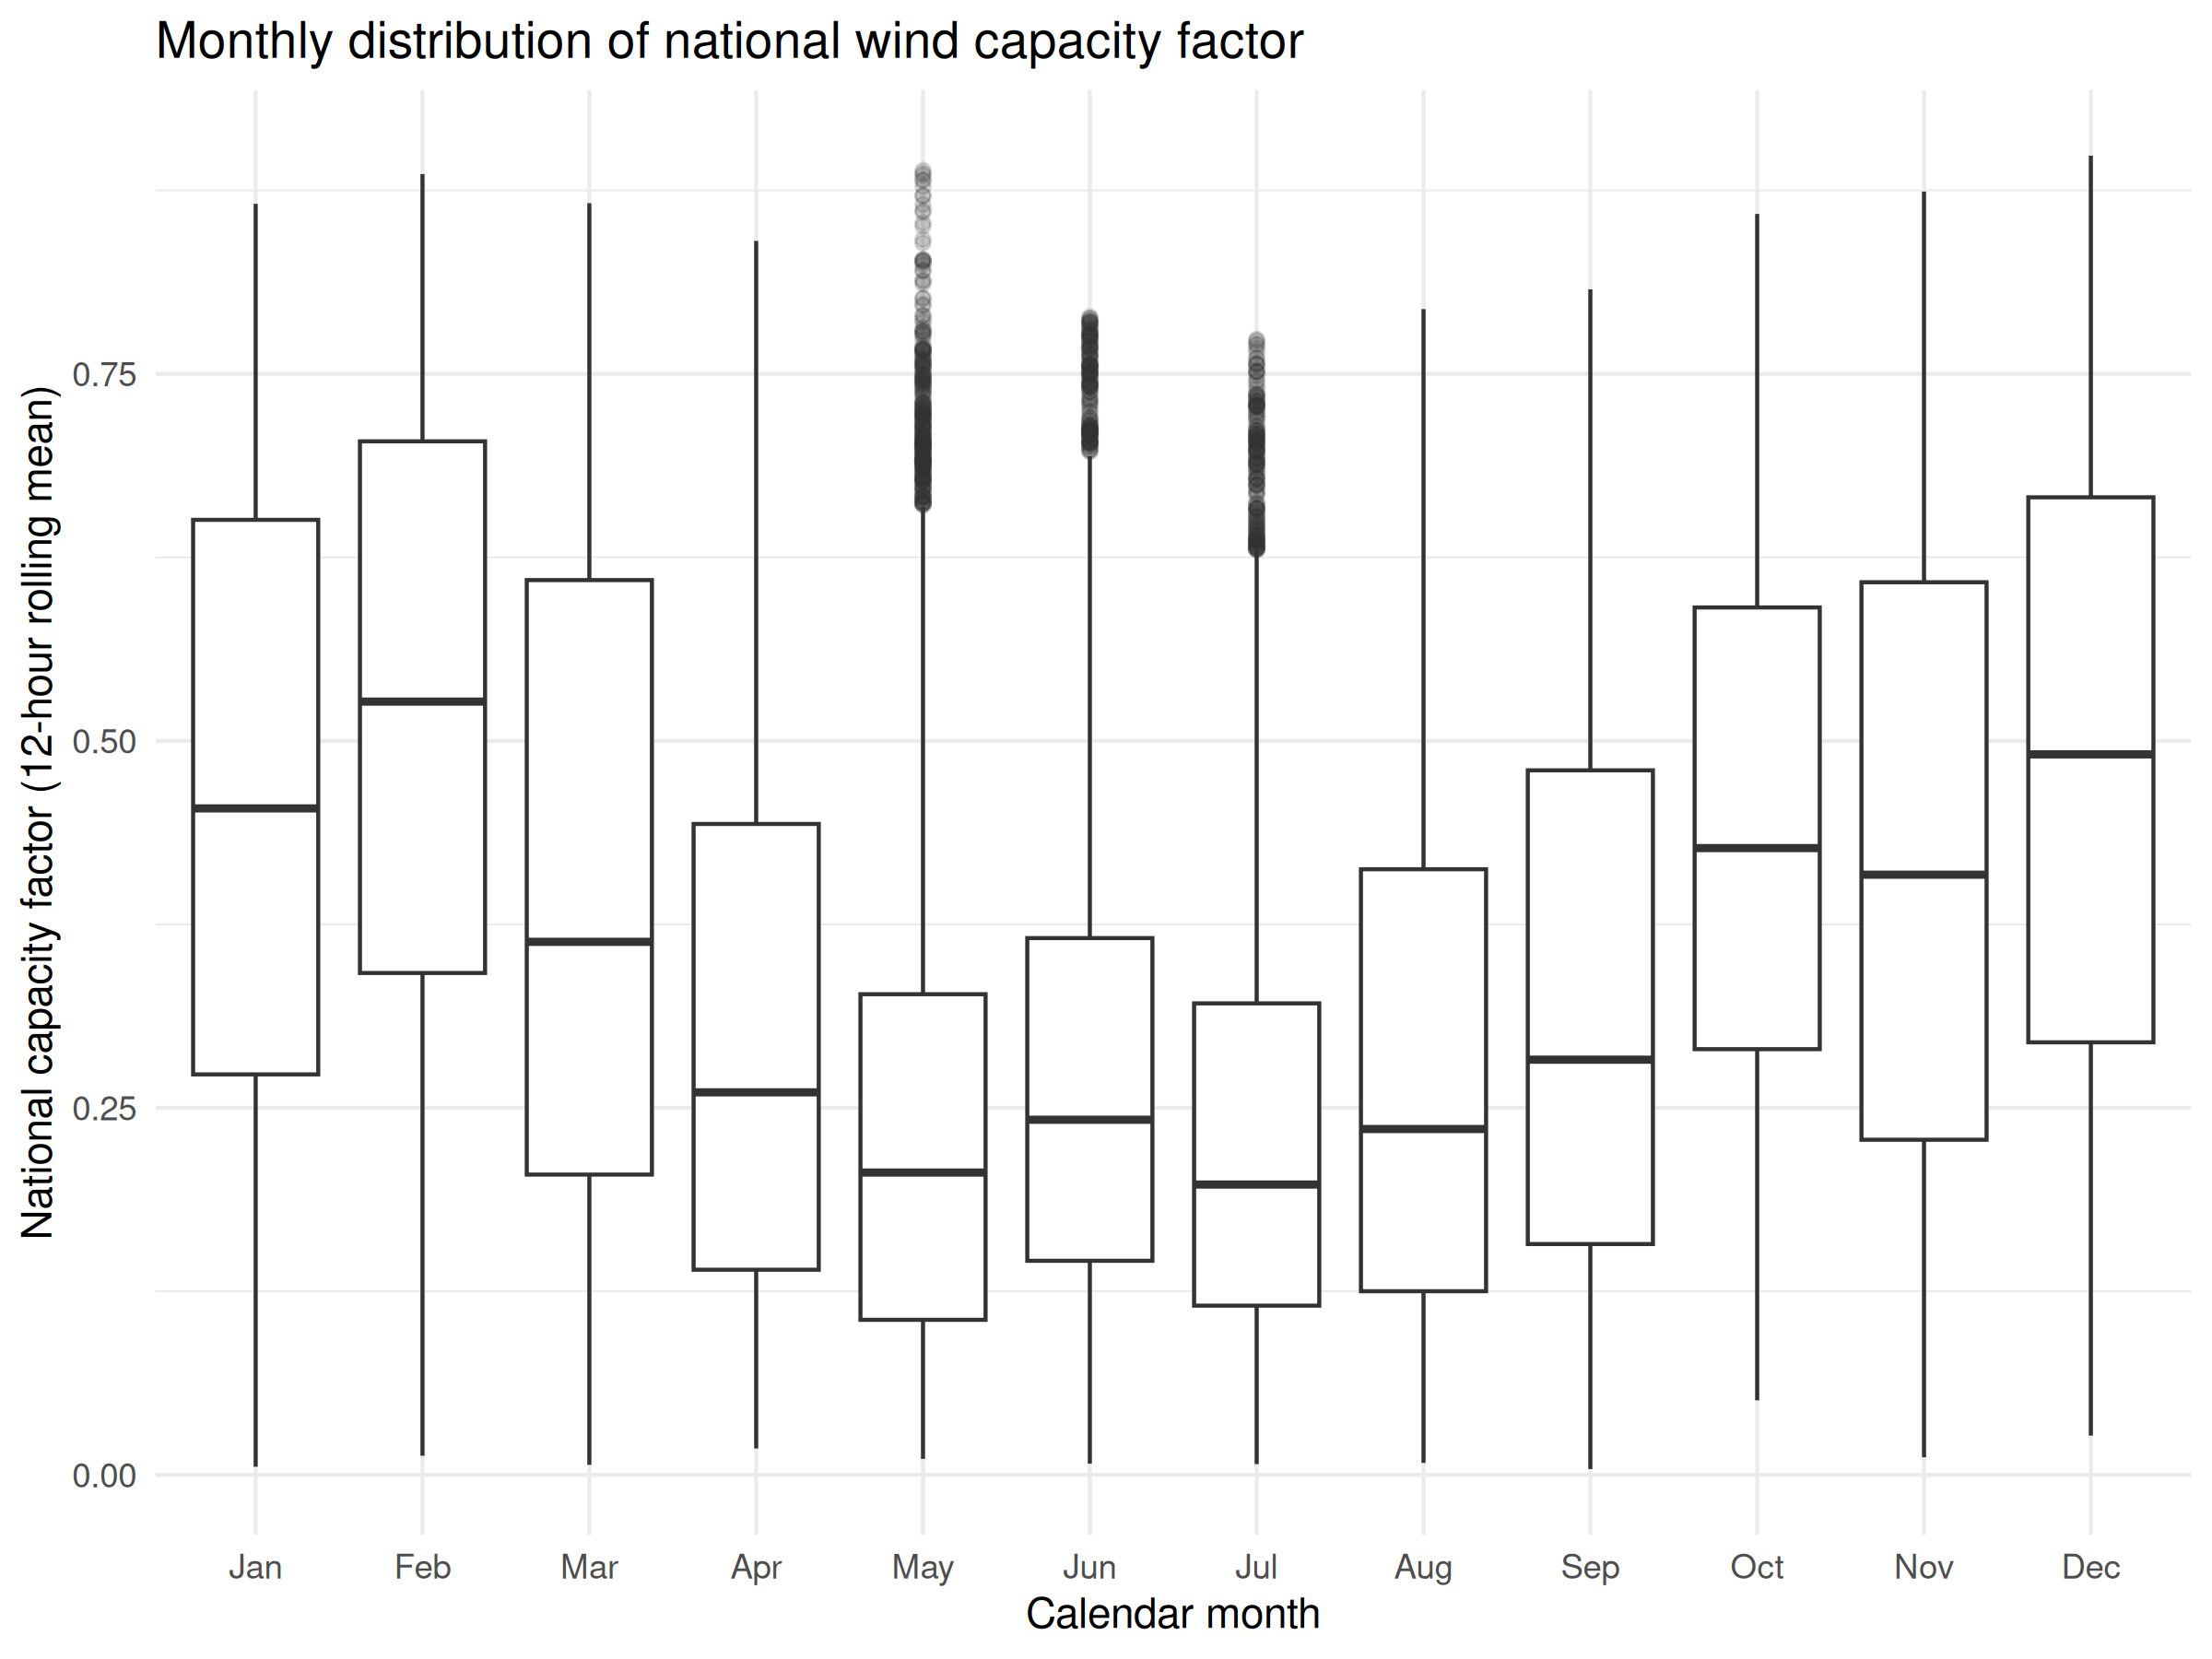 Monthly distribution of national wind capacity factor
National capacity factor (12-hour rolling mean)
0.75
0.50
0.25
0.00
Jan Feb Mar Apr May Jun Jul Aug Sep Oct Nov Dec
Calendar month